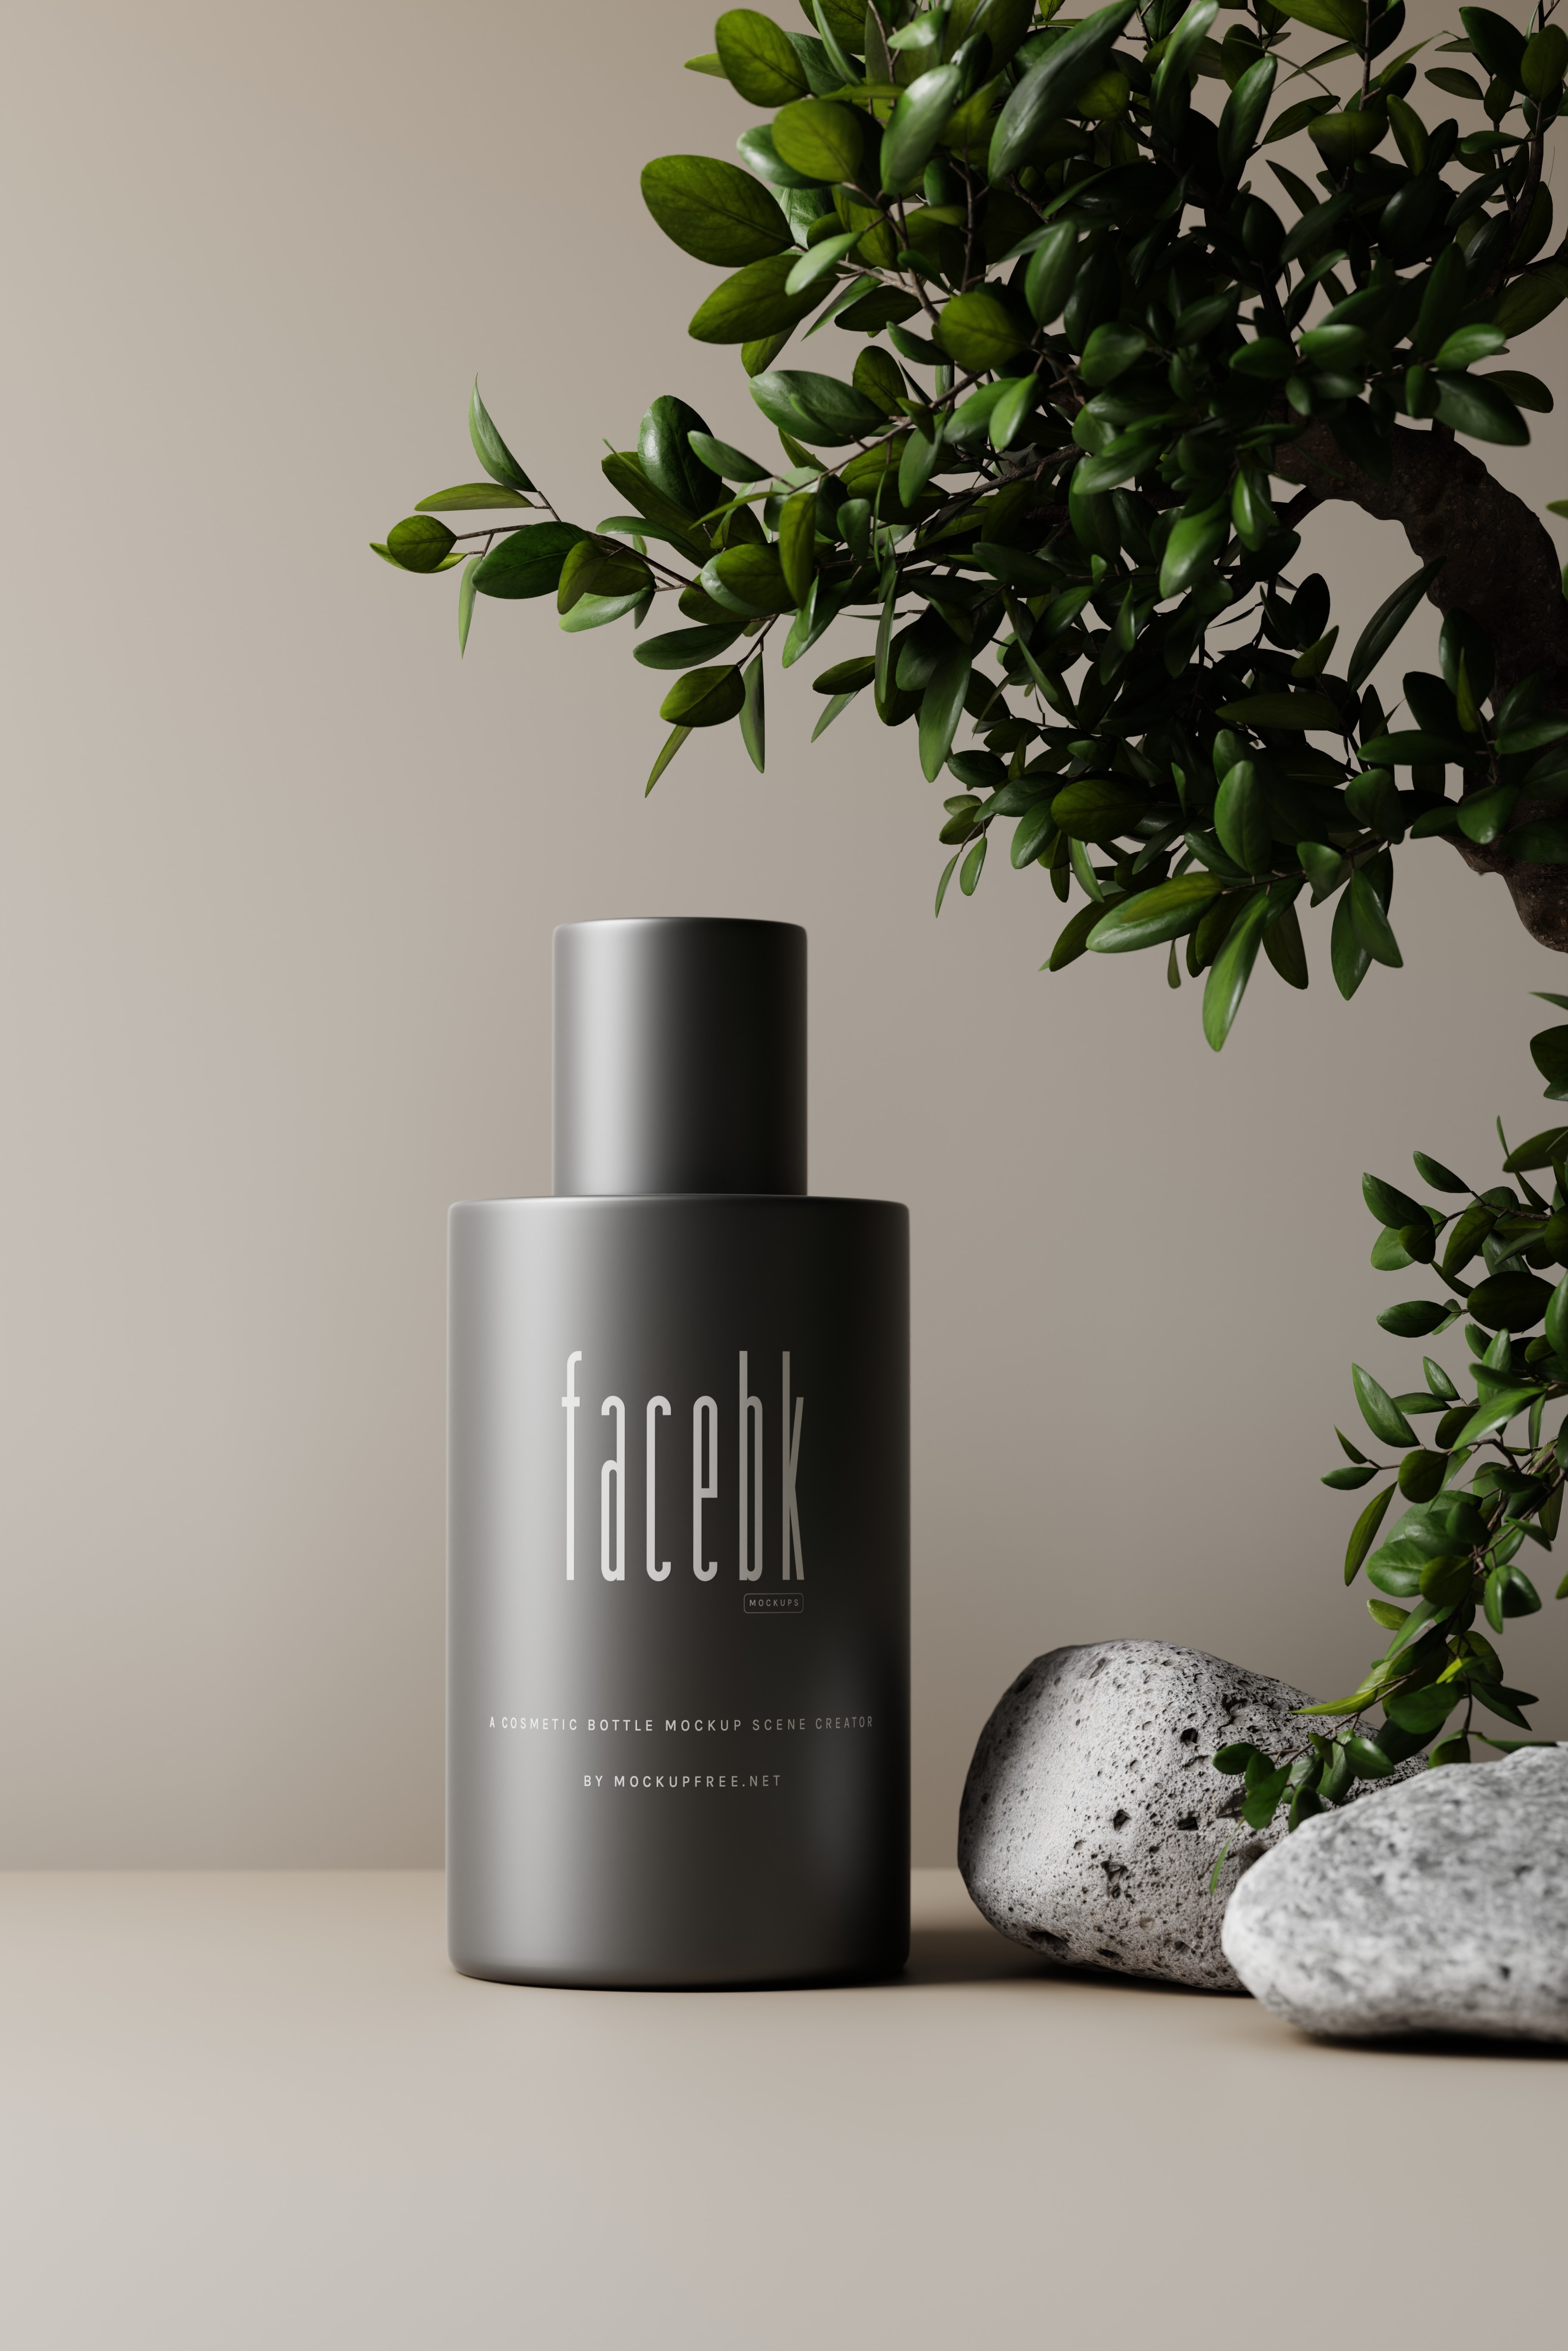 facebk
MOCKUPS
A COSMETIC BOTTLE MOCKUP SCENE CREATOR
BY MOCKUPFREE.NET